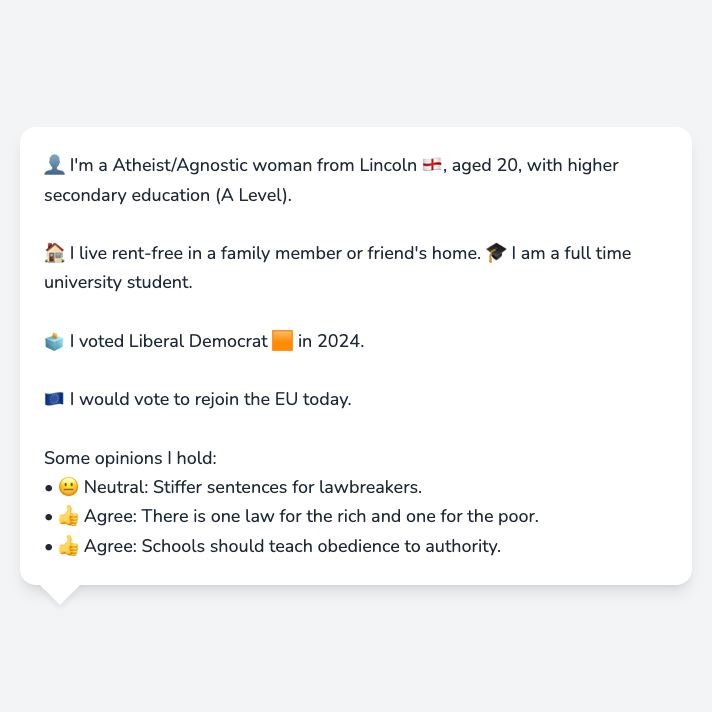 👤 I'm a Atheist/Agnostic woman from Lincoln 🏴󠁧󠁢󠁥󠁮󠁧󠁿, aged 20, with higher
secondary education (A Level).
🏠 I live rent-free in a family member or friend's home. 🎓 I am a full time
university student.
🗳️ I voted Liberal Democrat 🟧 in 2024.
🇪🇺 I would vote to rejoin the EU today.
Some opinions I hold:
• 😐 Neutral: Stiffer sentences for lawbreakers.
• 👍 Agree: There is one law for the rich and one for the poor.
• 👍 Agree: Schools should teach obedience to authority.